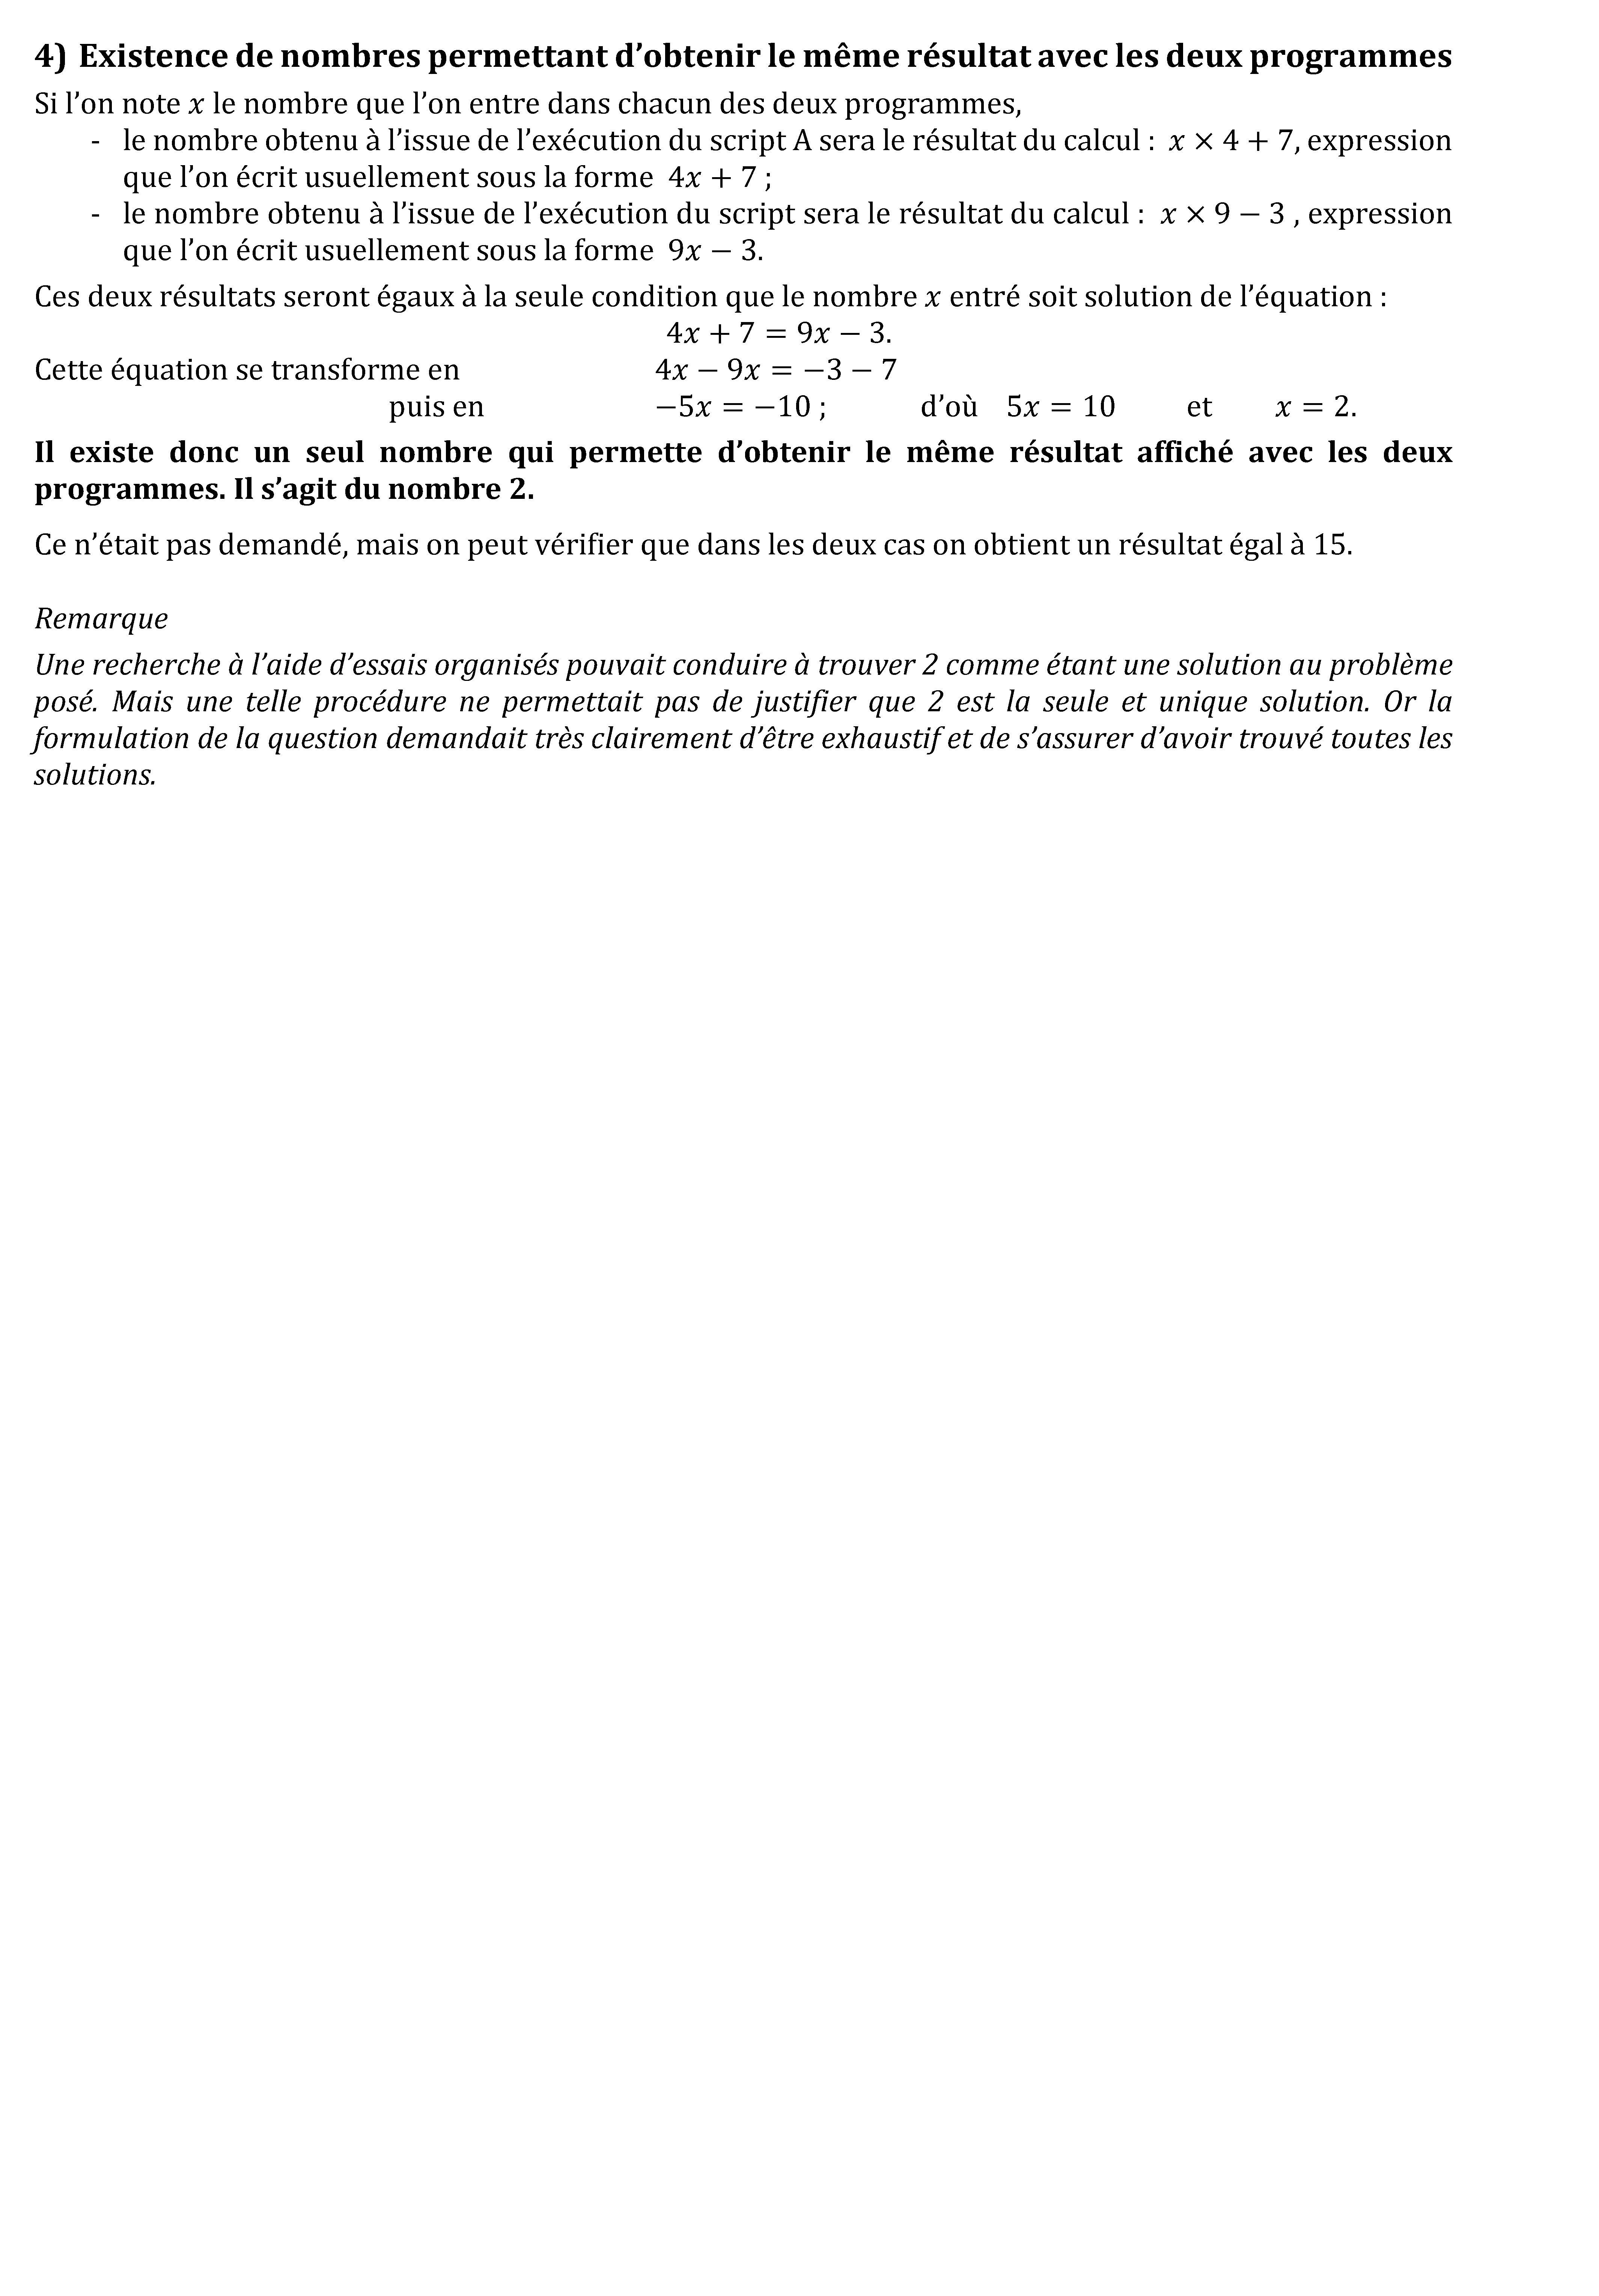 4) Existence de nombres permettant d’obtenir le même résultat avec les deux programmes
Si l’on note x le nombre que l’on entre dans chacun des deux programmes,
- le nombre obtenu à l’issue de l’exécution du script A sera le résultat du calcul : x × 4 + 7, expression
que l’on écrit usuellement sous la forme 4x + 7 ;
- le nombre obtenu à l’issue de l’exécution du script sera le résultat du calcul : x × 9 − 3 , expression
que l’on écrit usuellement sous la forme 9x − 3.
Ces deux résultats seront égaux à la seule condition que le nombre x entré soit solution de l’équation :
4x + 7 = 9x − 3.
Cette équation se transforme en 4x − 9x = −3 − 7
puis en −5x = −10 ; d’où 5x = 10 et x = 2.
Il existe donc un seul nombre qui permette d’obtenir le même résultat affiché avec les deux
programmes. Il s’agit du nombre 2.
Ce n’était pas demandé, mais on peut vérifier que dans les deux cas on obtient un résultat égal à 15.
Remarque
Une recherche à l’aide d’essais organisés pouvait conduire à trouver 2 comme étant une solution au problème
posé. Mais une telle procédure ne permettait pas de justifier que 2 est la seule et unique solution. Or la
formulation de la question demandait très clairement d’être exhaustif et de s’assurer d’avoir trouvé toutes les
solutions.